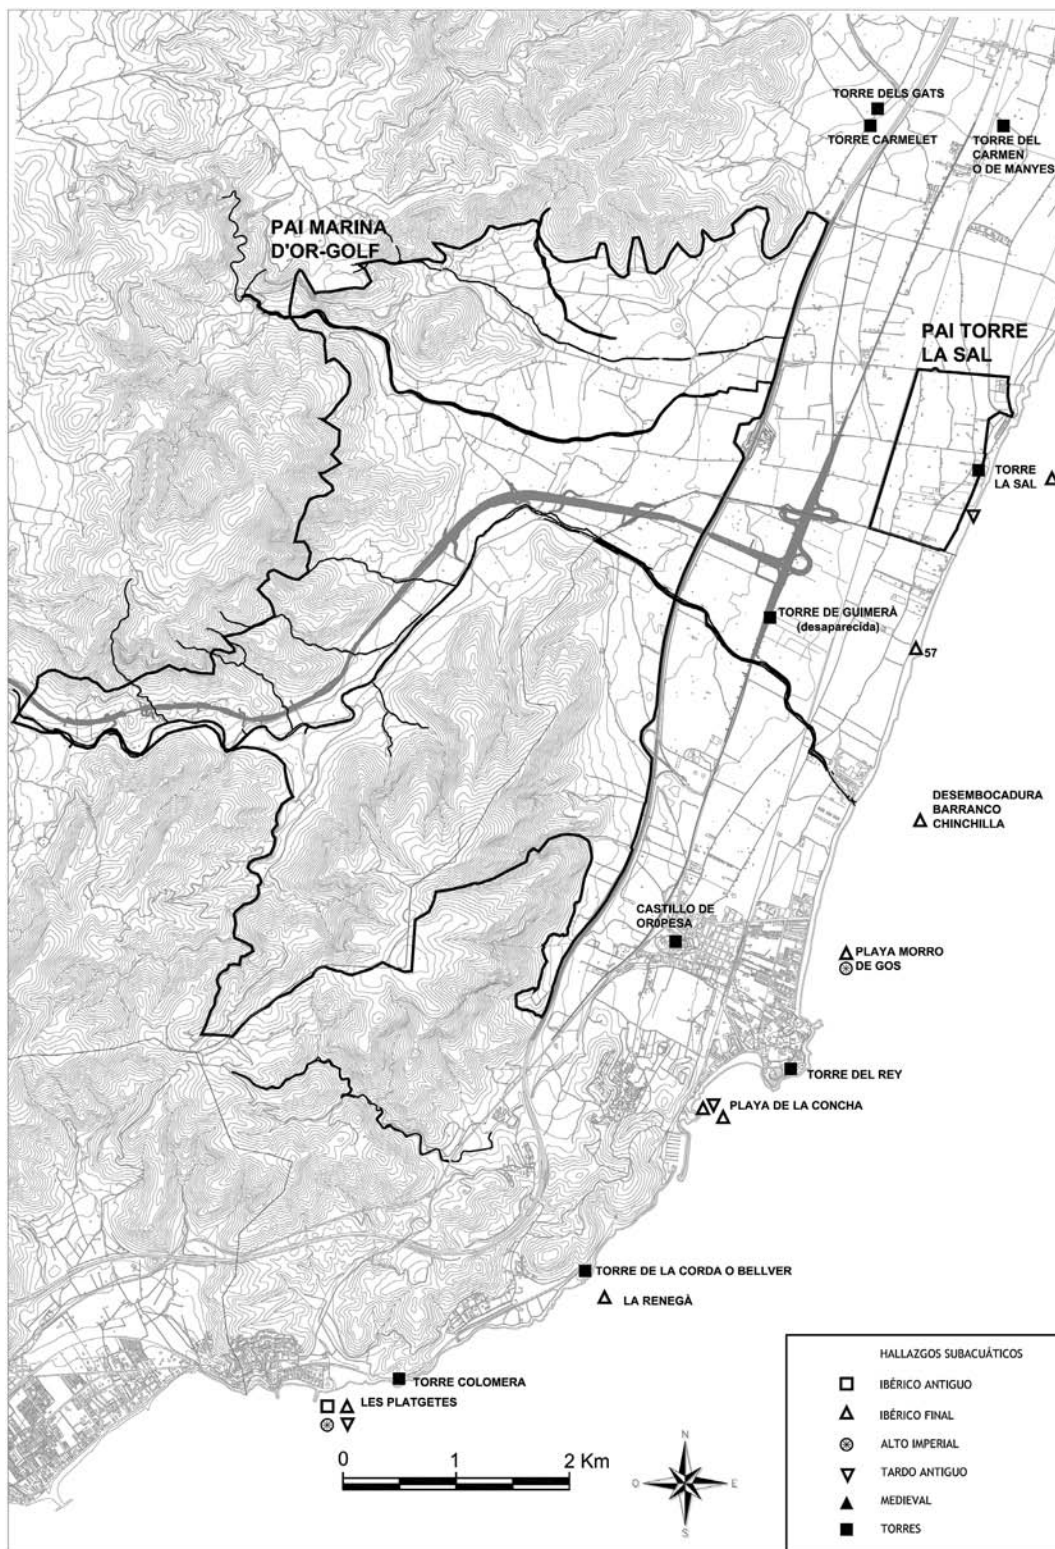 TORRE DELS GATS
TORRE CARMELET
TORRE DEL
CARMEN
O DE MANYES
PAI MARINA
D'OR-GOLF
PAI TORRE
LA SAL
TORRE
LA SAL
TORRE DE GUIMERÀ
(desaparecida)
57
DESEMBOCADURA
BARRANCO
CHINCHILLA
CASTILLO DE
OROPESA
PLAYA MORRO
DE GOS
TORRE DEL REY
PLAYA DE LA CONCHA
TORRE DE LA CORDA O BELLVER
LA RENEGÀ
TORRE COLOMERA
LES PLATGETES
0 1 2 Km
N
O E
S
HALLAZGOS SUBACUÁTICOS
IBÉRICO ANTIGUO
IBÉRICO FINAL
ALTO IMPERIAL
TARDO ANTIGUO
MEDIEVAL
TORRES